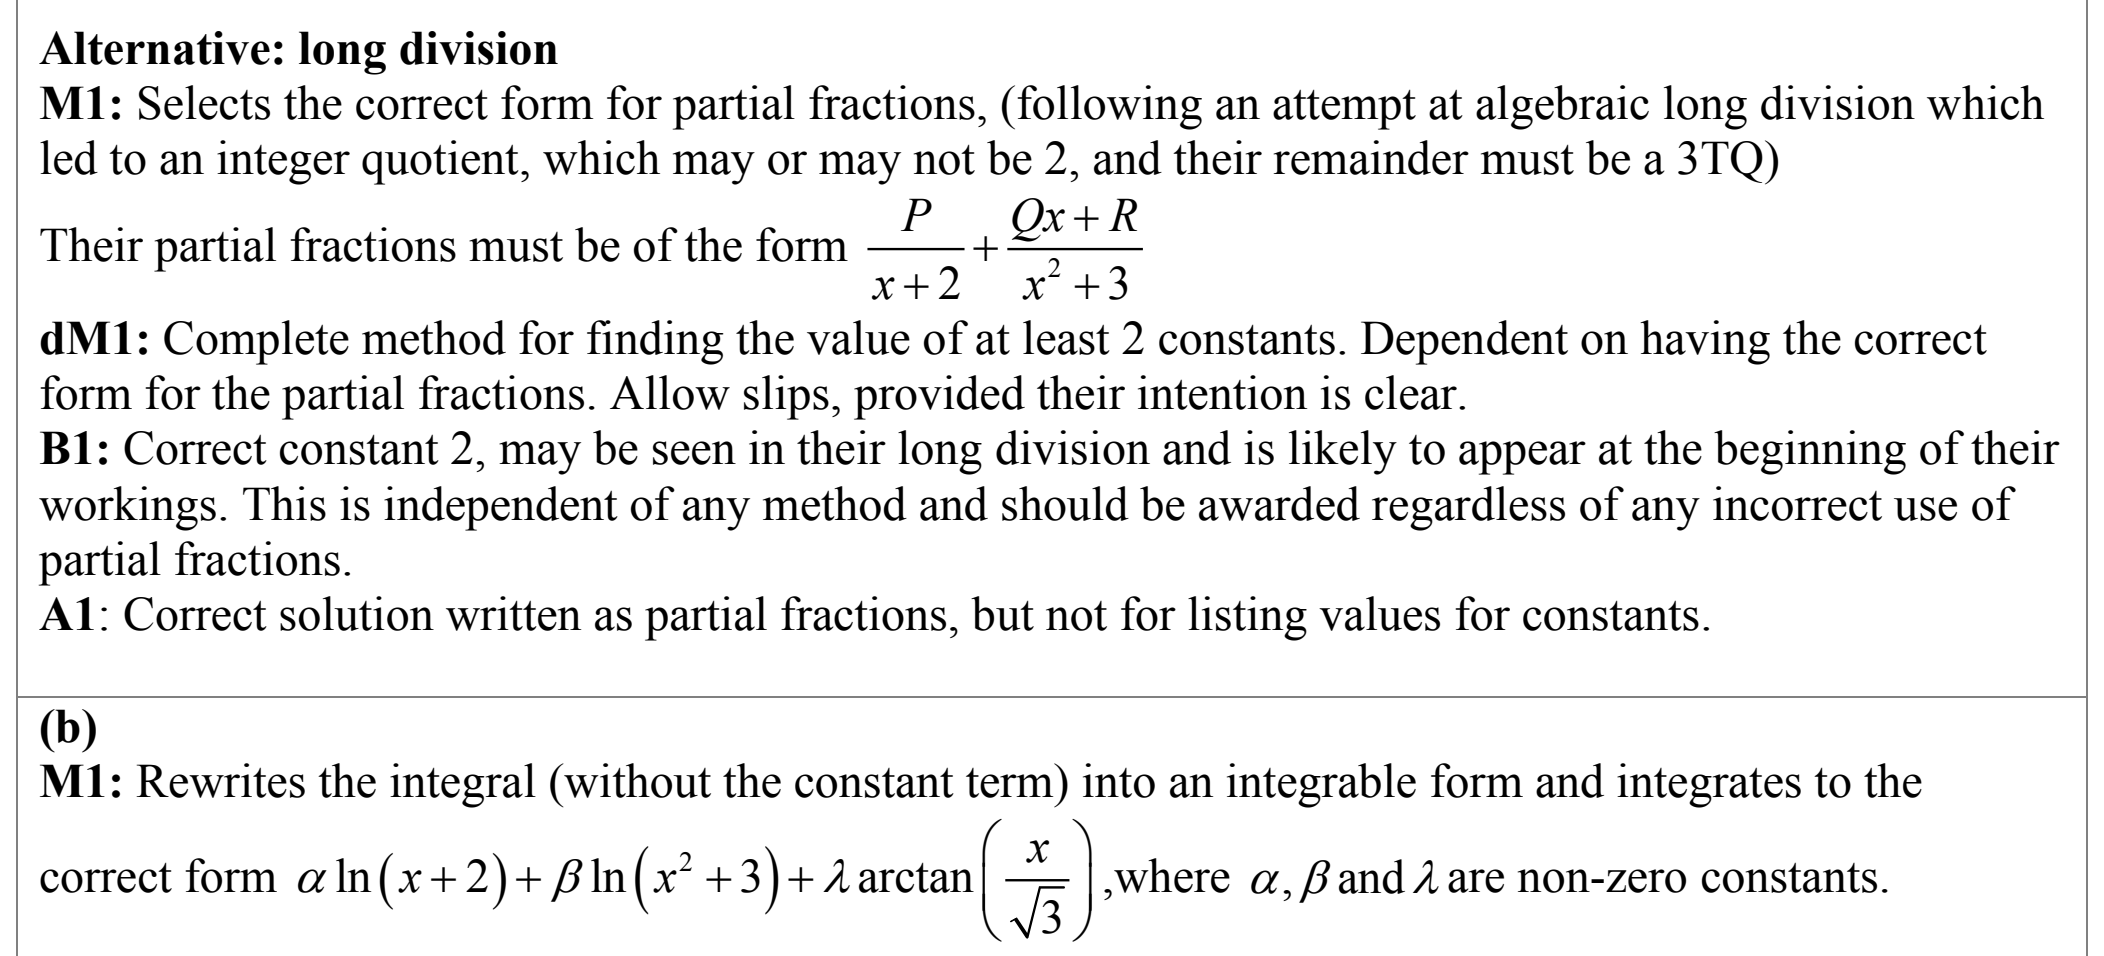 Alternative: long division
M1: Selects the correct form for partial fractions, (following an attempt at algebraic long division which
led to an integer quotient, which may or may not be 2, and their remainder must be a 3TQ)
Their partial fractions must be of the form \frac{P}{x+2}+\frac{Qx+R}{x^2+3}
dM1: Complete method for finding the value of at least 2 constants. Dependent on having the correct
form for the partial fractions. Allow slips, provided their intention is clear.
B1: Correct constant 2, may be seen in their long division and is likely to appear at the beginning of their
workings. This is independent of any method and should be awarded regardless of any incorrect use of
partial fractions.
A1: Correct solution written as partial fractions, but not for listing values for constants.
(b)
M1: Rewrites the integral (without the constant term) into an integrable form and integrates to the
correct form α ln(x+2)+β ln(x^2+3)+λ arctan\left(\frac{x}{\sqrt{3}}\right),where α, β and λ are non-zero constants.